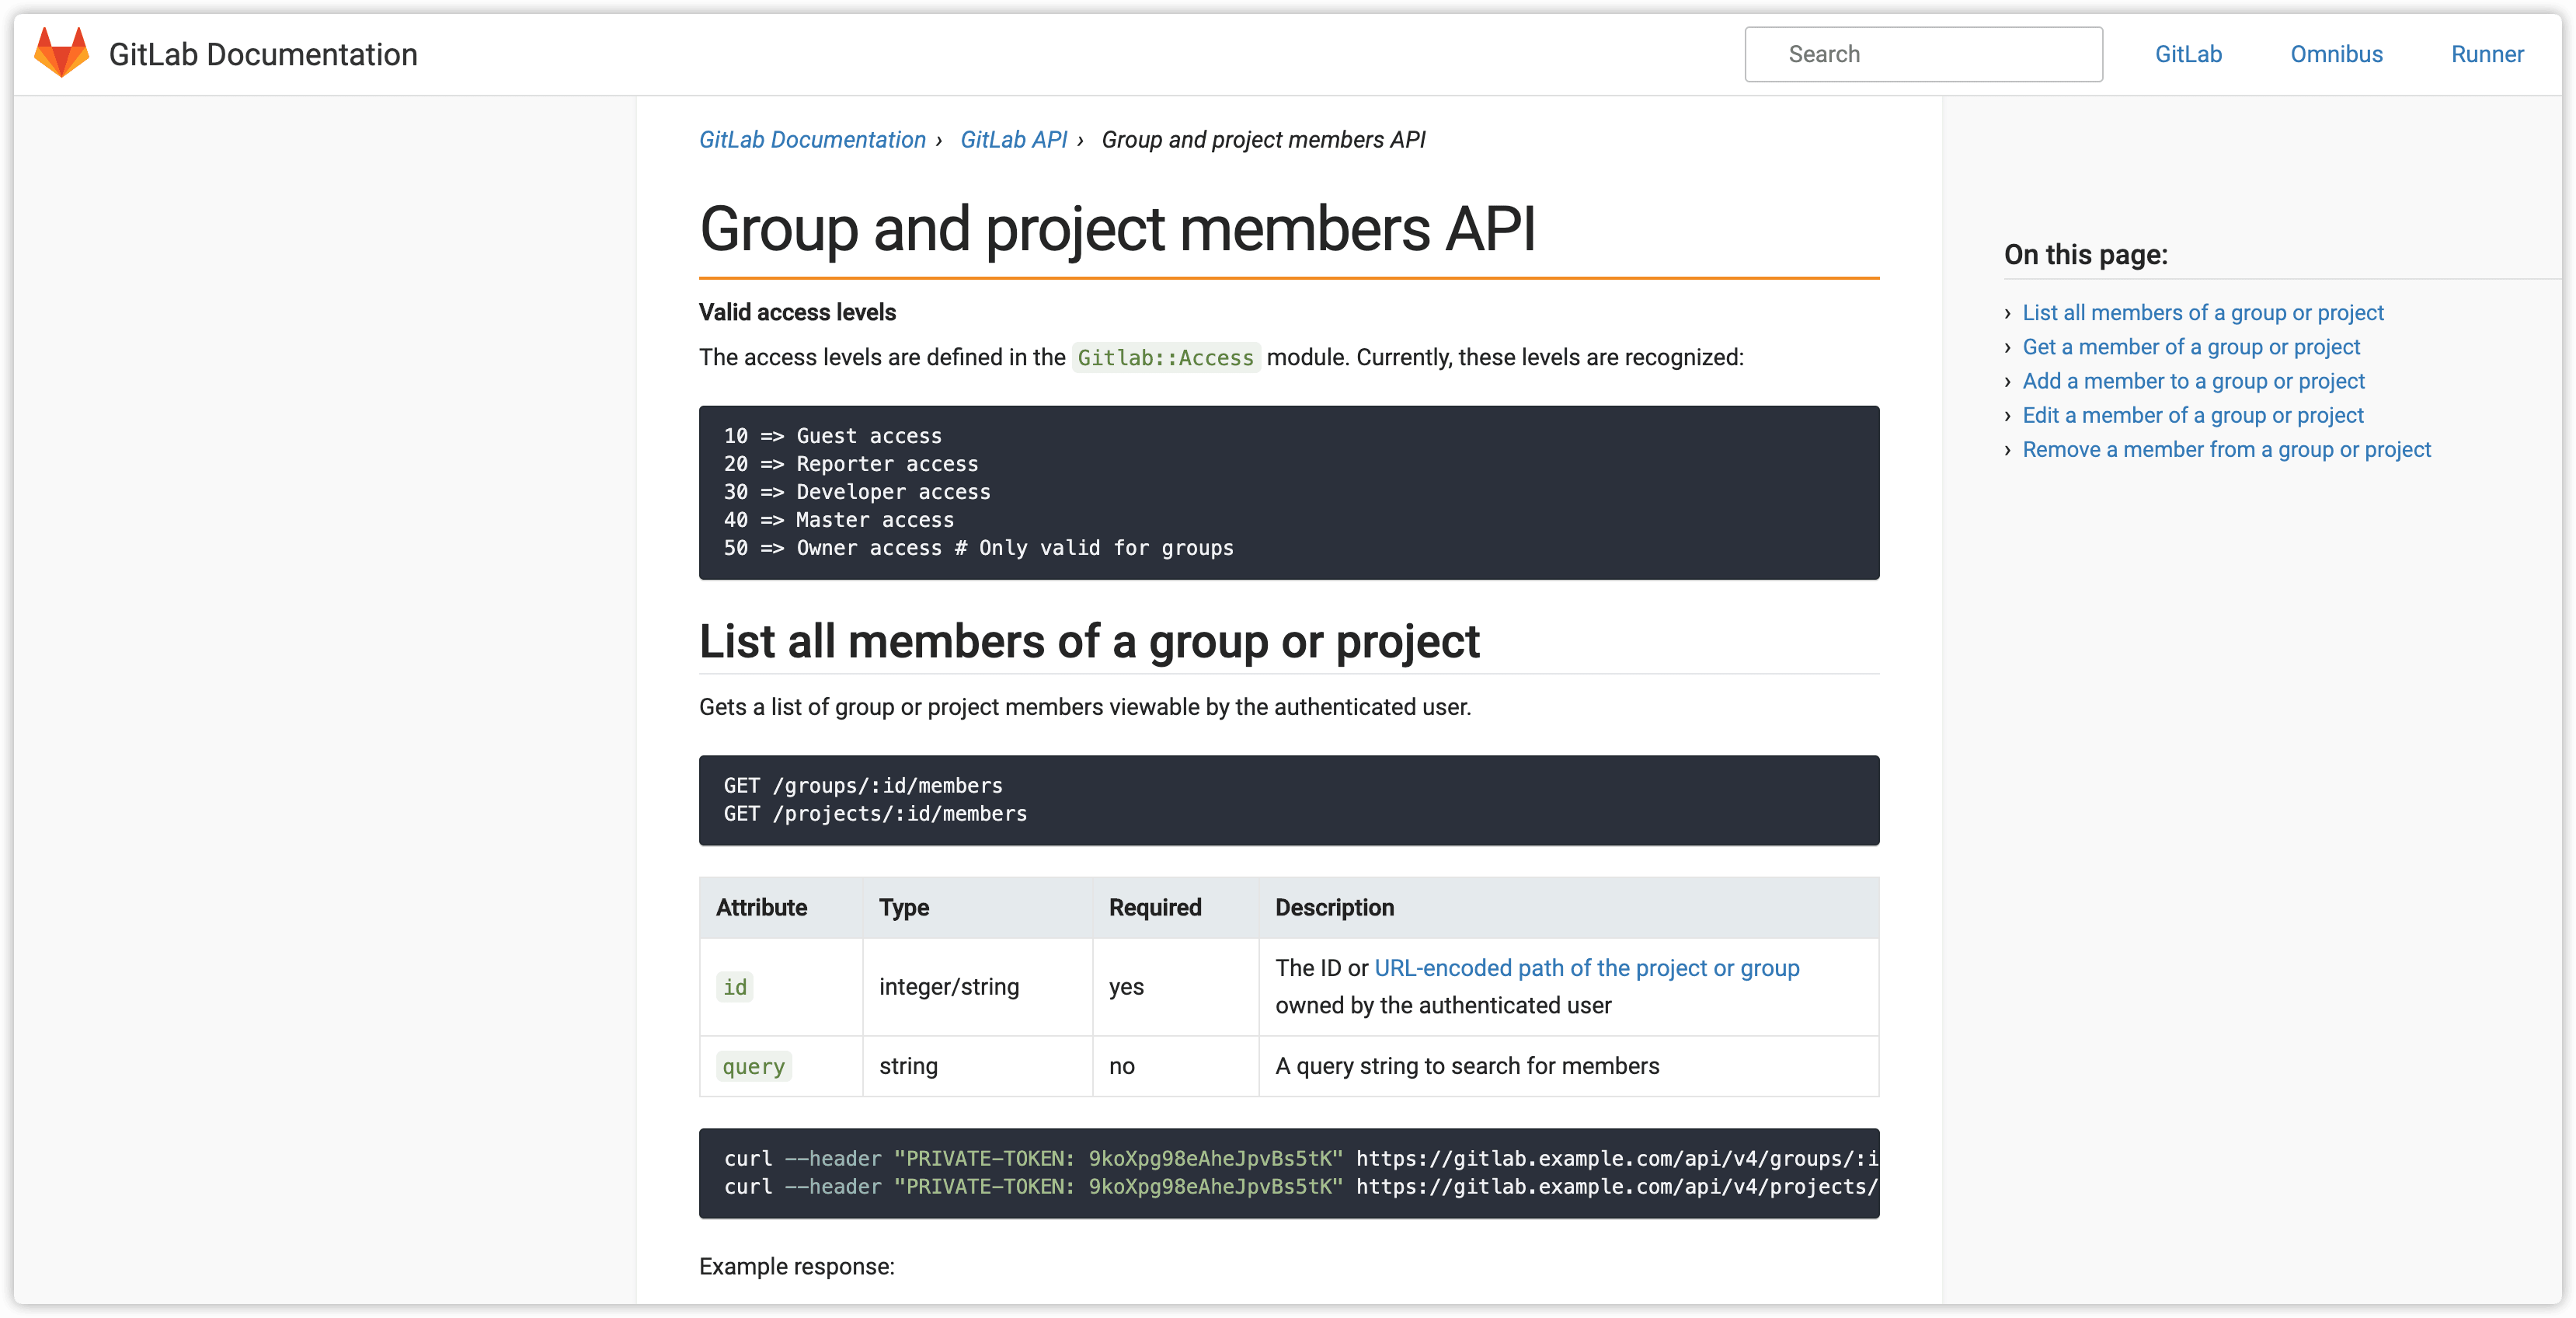 GitLab Documentation
Search
GitLab
Omnibus
Runner
GitLab Documentation › GitLab API › Group and project members API
Group and project members API
Valid access levels
The access levels are defined in the Gitlab::Access module. Currently, these levels are recognized:
10 => Guest access
20 => Reporter access
30 => Developer access
40 => Master access
50 => Owner access # Only valid for groups
List all members of a group or project
Gets a list of group or project members viewable by the authenticated user.
GET /groups/:id/members
GET /projects/:id/members
Attribute Type Required Description
id integer/string yes The ID or URL-encoded path of the project or group
owned by the authenticated user
query string no A query string to search for members
curl --header "PRIVATE-TOKEN: 9koXpg98eAheJpvBs5tK" https://gitlab.example.com/api/v4/groups/:i
curl --header "PRIVATE-TOKEN: 9koXpg98eAheJpvBs5tK" https://gitlab.example.com/api/v4/projects/
Example response:
On this page:
› List all members of a group or project
› Get a member of a group or project
› Add a member to a group or project
› Edit a member of a group or project
› Remove a member from a group or project